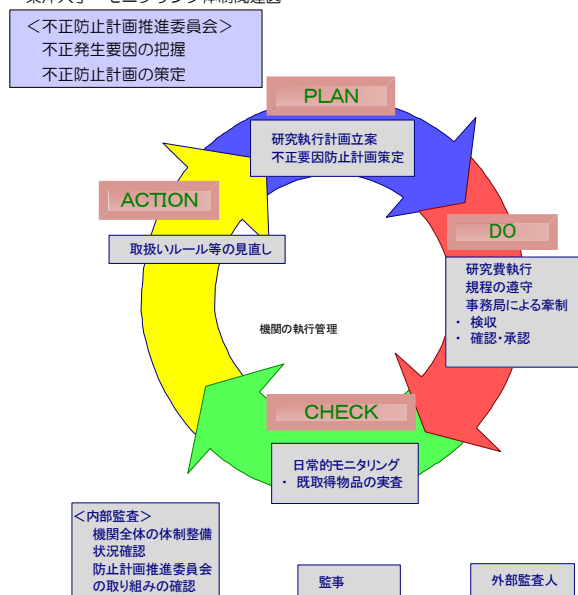 ＜不正防止計画推進委員会＞
不正発生要因の把握
不正防止計画の策定
PLAN
研究執行計画立案
不正要因防止計画策定
ACTION
取扱いルール等の見直し
DO
研究費執行
規程の遵守
事務局による牽制
・ 検収
・ 確認・承認
機関の執行管理
CHECK
日常的モニタリング
・ 既取得物品の実査
＜内部監査＞
機関全体の体制整備
状況確認
防止計画推進委員会
の取り組みの確認
監事
外部監査人